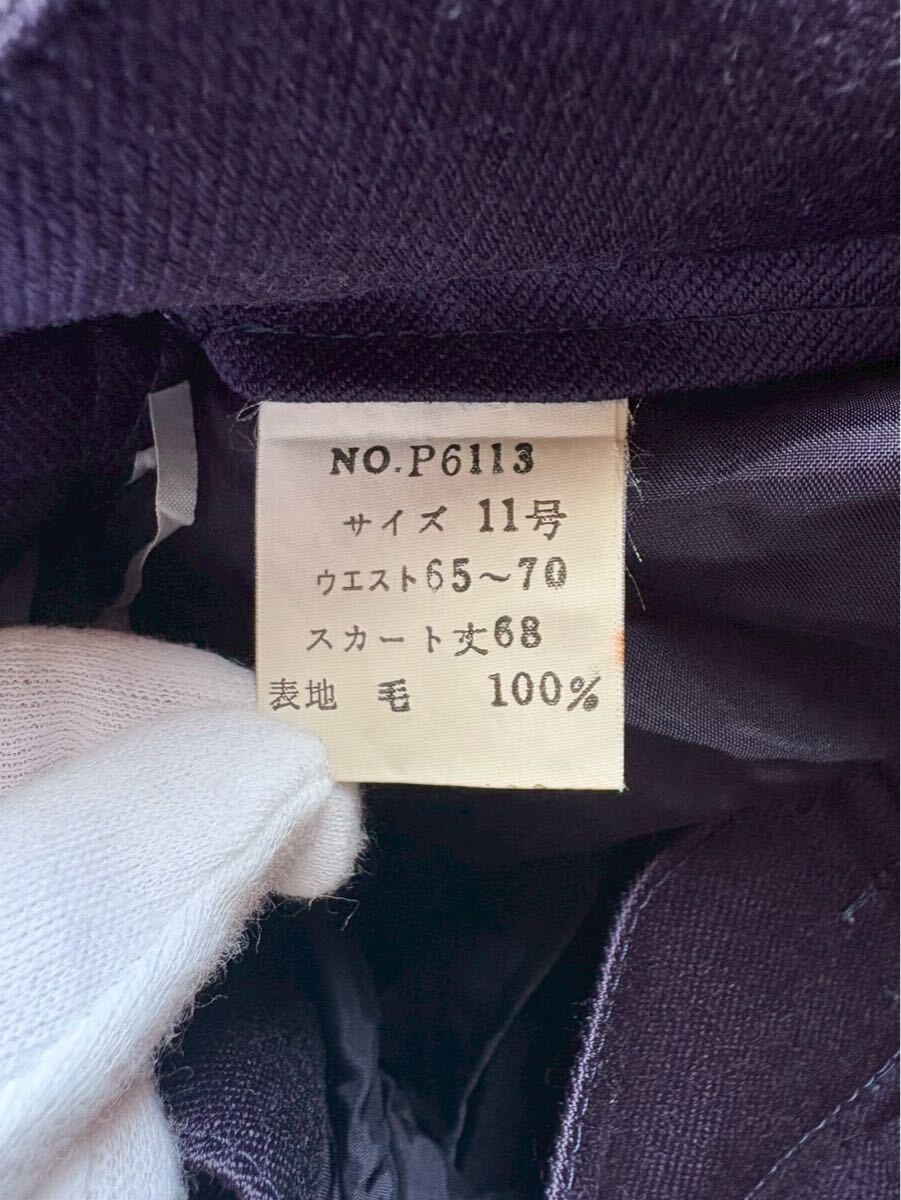 NO.P6113
サイズ 11号
ウエスト65～70
スカート丈68
表地 毛 100%